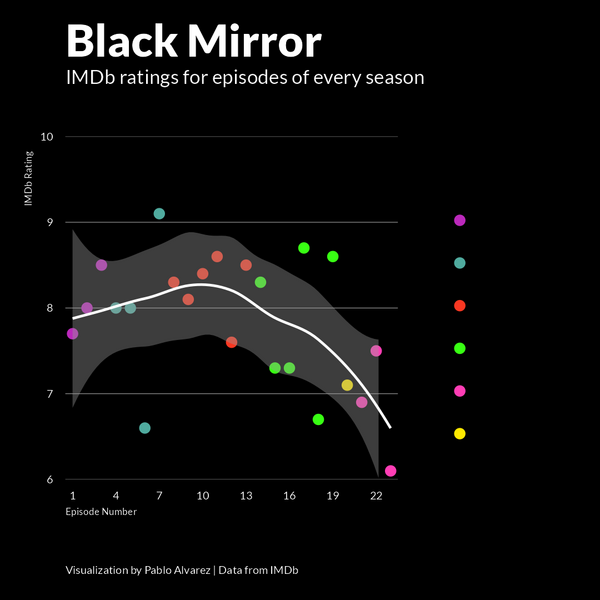 Black Mirror
IMDb ratings for episodes of every season
IMDb Rating
10
9
8
7
6
1 4 7 10 13 16 19 22
Episode Number
Visualization by Pablo Alvarez | Data from IMDb